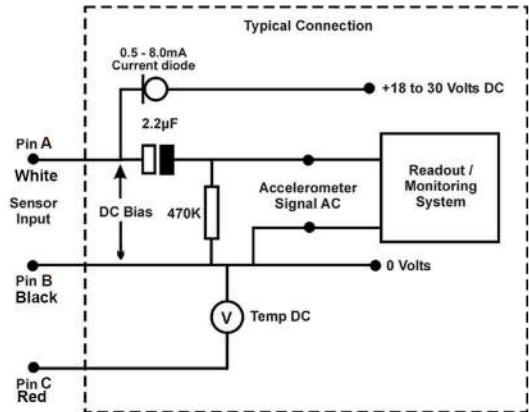 Typical Connection
0.5 - 8.0mA
Current diode
+18 to 30 Volts DC
2.2µF
Pin A
White
Sensor
Input
DC Bias
470K
Accelerometer
Signal AC
Readout /
Monitoring
System
0 Volts
Pin B
Black
V
Temp DC
Pin C
Red